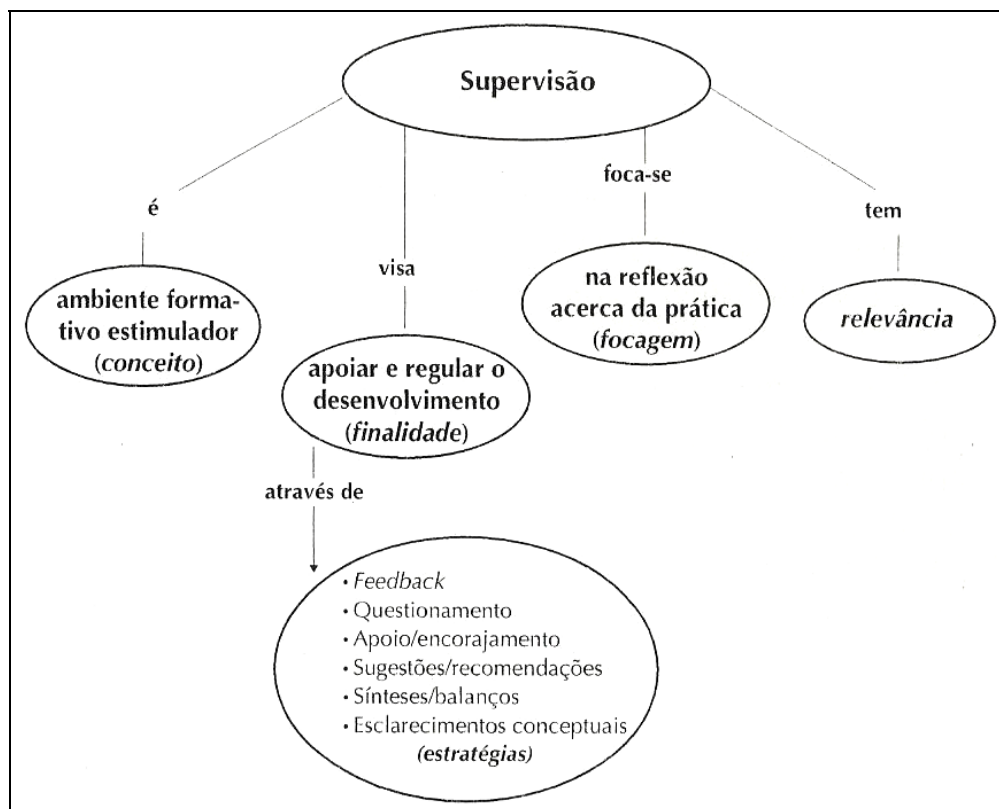 Supervisão
é
visa
foca-se
tem
ambiente forma-
tivo estimulador
(conceito)
apoiar e regular o
desenvolvimento
(finalidade)
na reflexão
acerca da prática
(focagem)
relevância
através de
• Feedback
• Questionamento
• Apoio/encorajamento
• Sugestões/recomendações
• Sínteses/balanços
• Esclarecimentos conceptuais
(estratégias)